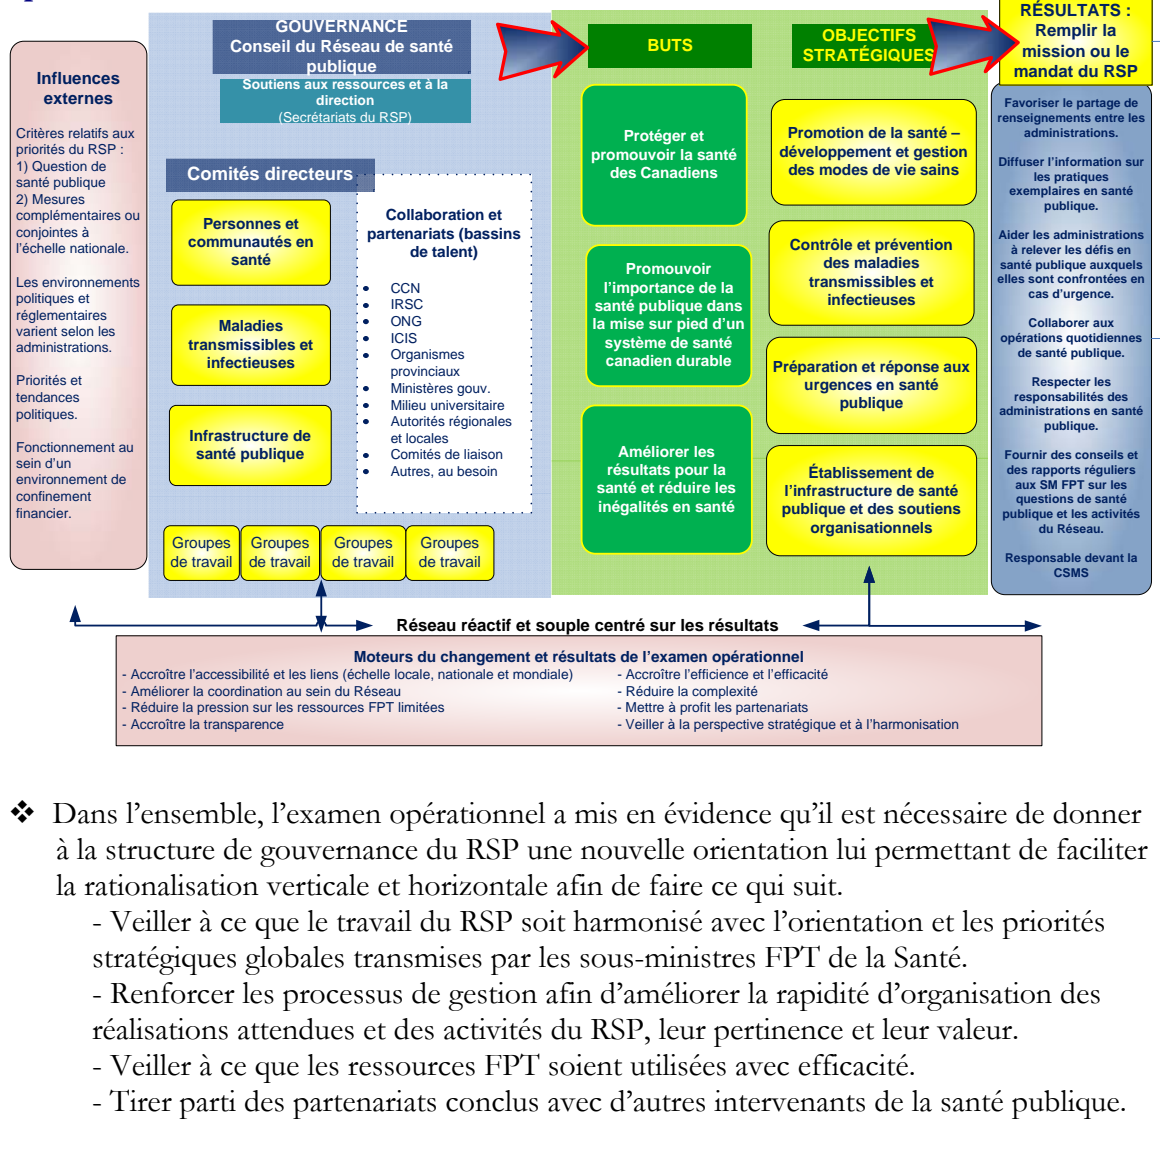 Influences
externes
Critères relatifs aux
priorités du RSP :
1) Question de
santé publique
2) Mesures
complémentaires ou
conjointes à
l’échelle nationale.
Les environnements
politiques et
réglementaires
varient selon les
administrations.
Priorités et
tendances
politiques.
Fonctionnement au
sein d’un
environnement de
confinement
financier.
GOUVERNANCE
Conseil du Réseau de santé
publique
Soutiens aux ressources et à la
direction
(Secrétariats du RSP)
Comités directeurs
Personnes et
communautés en
santé
Maladies
transmissibles et
infectieuses
Infrastructure de
santé publique
Collaboration et
partenariats (bassins
de talent)
• CCN
• IRSC
• ONG
• ICIS
• Organismes
provinciaux
• Ministères gouv.
• Milieu universitaire
• Autorités régionales
et locales
• Comités de liaison
• Autres, au besoin
Groupes
de travail
Groupes
de travail
Groupes
de travail
Groupes
de travail
BUTS
Protéger et
promouvoir la santé
des Canadiens
Promouvoir
l’importance de la
santé publique dans
la mise sur pied d’un
système de santé
canadien durable
Améliorer les
résultats pour la
santé et réduire les
inégalités en santé
OBJECTIFS
STRATÉGIQUES
Promotion de la santé –
développement et gestion
des modes de vie sains
Contrôle et prévention
des maladies
transmissibles et
infectieuses
Préparation et réponse aux
urgences en santé
publique
Établissement de
l’infrastructure de santé
publique et des soutiens
organisationnels
RÉSULTATS :
Remplir la
mission ou le
mandat du RSP
Favoriser le partage de
renseignements entre les
administrations.
Diffuser l’information sur
les pratiques
exemplaires en santé
publique.
Aider les administrations
à relever les défis en
santé publique auxquels
elles sont confrontées en
cas d’urgence.
Collaborer aux
opérations quotidiennes
de santé publique.
Respecter les
responsabilités des
administrations en santé
publique.
Fournir des conseils et
des rapports réguliers
aux SM FPT sur les
questions de santé
publique et les activités
du Réseau.
Responsable devant la
CSMS
Réseau réactif et souple centré sur les résultats
Moteurs du changement et résultats de l’examen opérationnel
- Accroître l’accessibilité et les liens (échelle locale, nationale et mondiale)
- Améliorer la coordination au sein du Réseau
- Réduire la pression sur les ressources FPT limitées
- Accroître la transparence
- Accroître l’efficience et l’efficacité
- Réduire la complexité
- Mettre à profit les partenariats
- Veiller à la perspective stratégique et à l’harmonisation
❖ Dans l’ensemble, l’examen opérationnel a mis en évidence qu’il est nécessaire de donner
à la structure de gouvernance du RSP une nouvelle orientation lui permettant de faciliter
la rationalisation verticale et horizontale afin de faire ce qui suit.
- Veiller à ce que le travail du RSP soit harmonisé avec l’orientation et les priorités
stratégiques globales transmises par les sous-ministres FPT de la Santé.
- Renforcer les processus de gestion afin d’améliorer la rapidité d’organisation des
réalisations attendues et des activités du RSP, leur pertinence et leur valeur.
- Veiller à ce que les ressources FPT soient utilisées avec efficacité.
- Tirer parti des partenariats conclus avec d’autres intervenants de la santé publique.